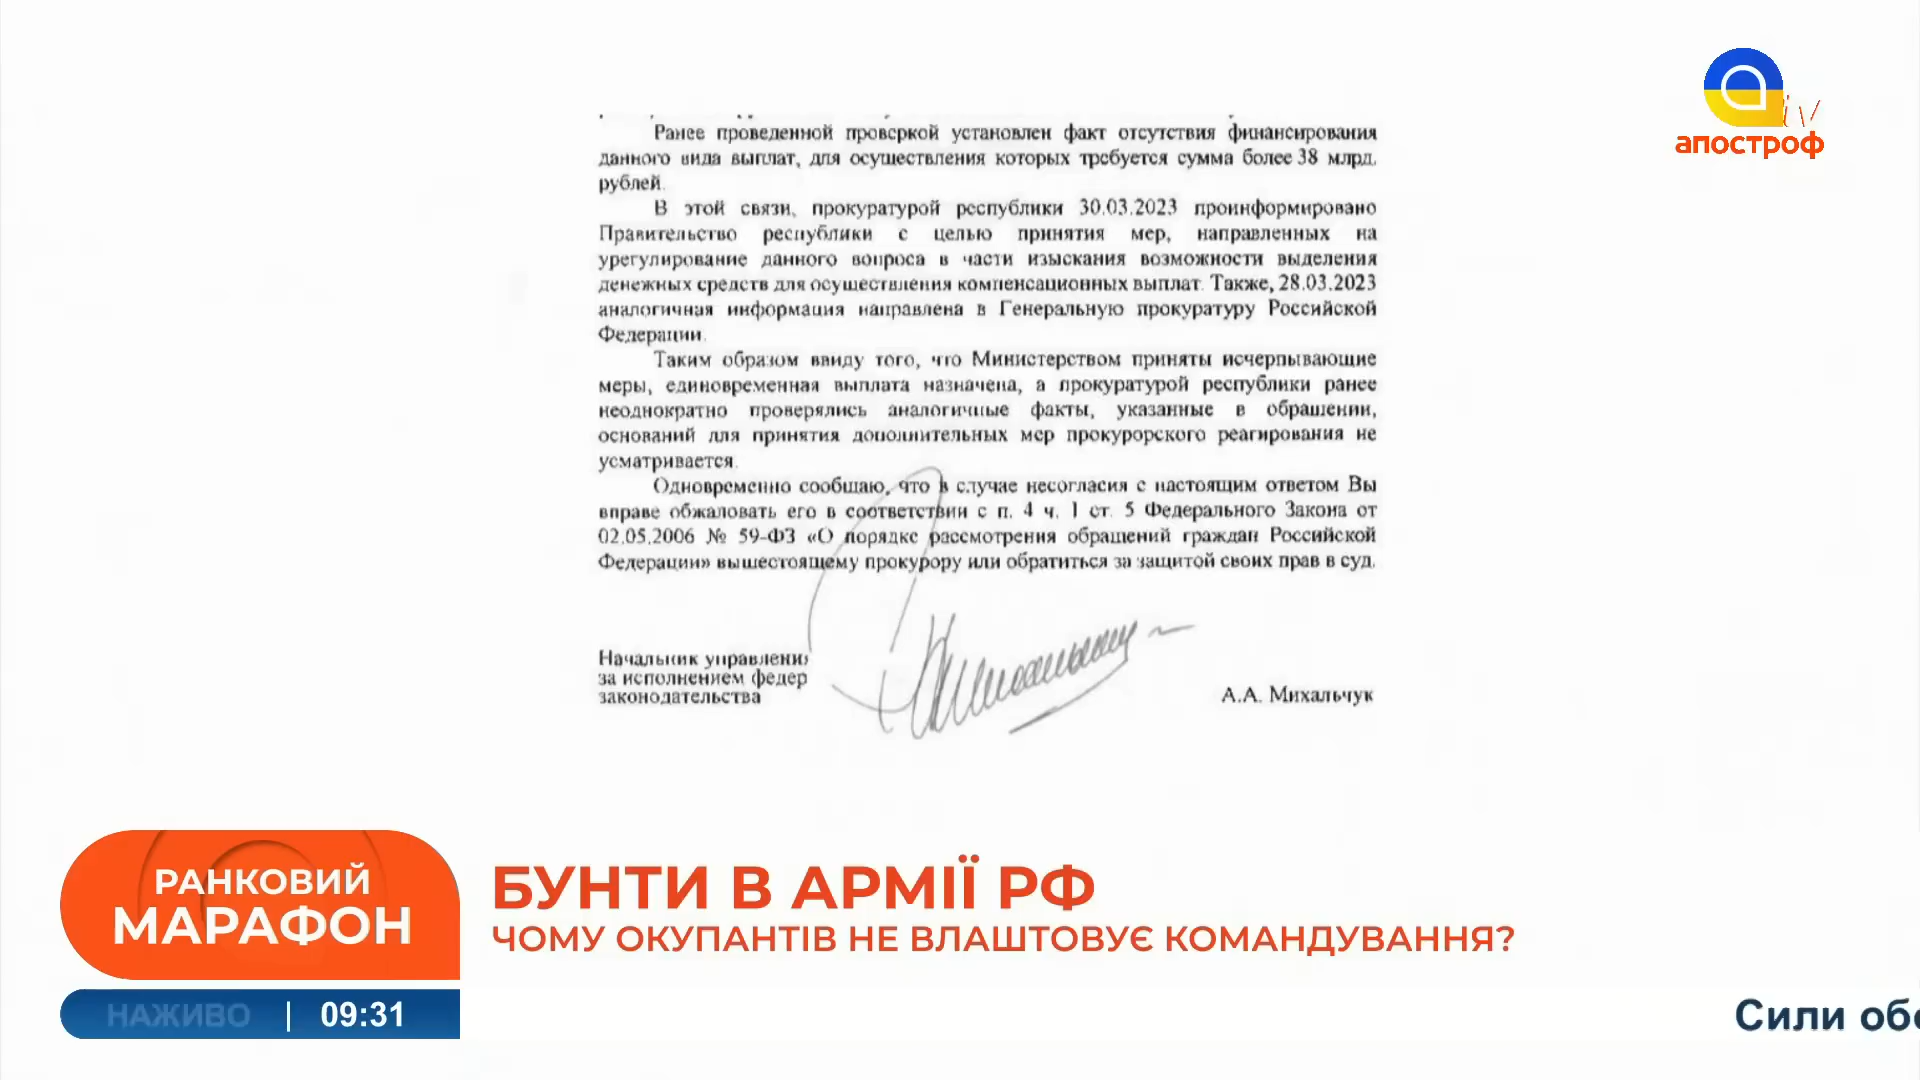 Ранее проведенной проверкой установлен факт отсутствия финансирования
данного вида выплат, для осуществления которых требуется сумма более 38 млрд.
рублей.
В этой связи, прокуратурой республики 30.03.2023 проинформировано
Правительство республики с целью принятия мер, направленных на
урегулирование данного вопроса в части изыскания возможности выделения
денежных средств для осуществления компенсационных выплат. Также, 28.03.2023
аналогичная информация направлена в Генеральную прокуратуру Российской
Федерации.
Таким образом ввиду того, что Министерством приняты исчерпывающие
меры, единовременная выплата назначена, а прокуратурой республики ранее
неоднократно проверялись аналогичные факты, указанные в обращении,
оснований для принятия дополнительных мер прокурорского реагирования не
усматривается.
Одновременно сообщаю, что в случае несогласия с настоящим ответом Вы
вправе обжаловать его в соответствии с п. 4 ч. 1 ст. 5 Федерального Закона от
02.05.2006 № 59-ФЗ «О порядке рассмотрения обращений граждан Российской
Федерации» вышестоящему прокурору или обратиться за защитой своих прав в суд.
Начальник управления
за исполнением федер
законодательства
А.А. Михальчук
tv
апостроф
РАНКОВИЙ
МАРАФОН
БУНТИ В АРМІЇ РФ
ЧОМУ ОКУПАНТІВ НЕ ВЛАШТОВУЄ КОМАНДУВАННЯ?
НАЖИВО | 09:31
Сили обо